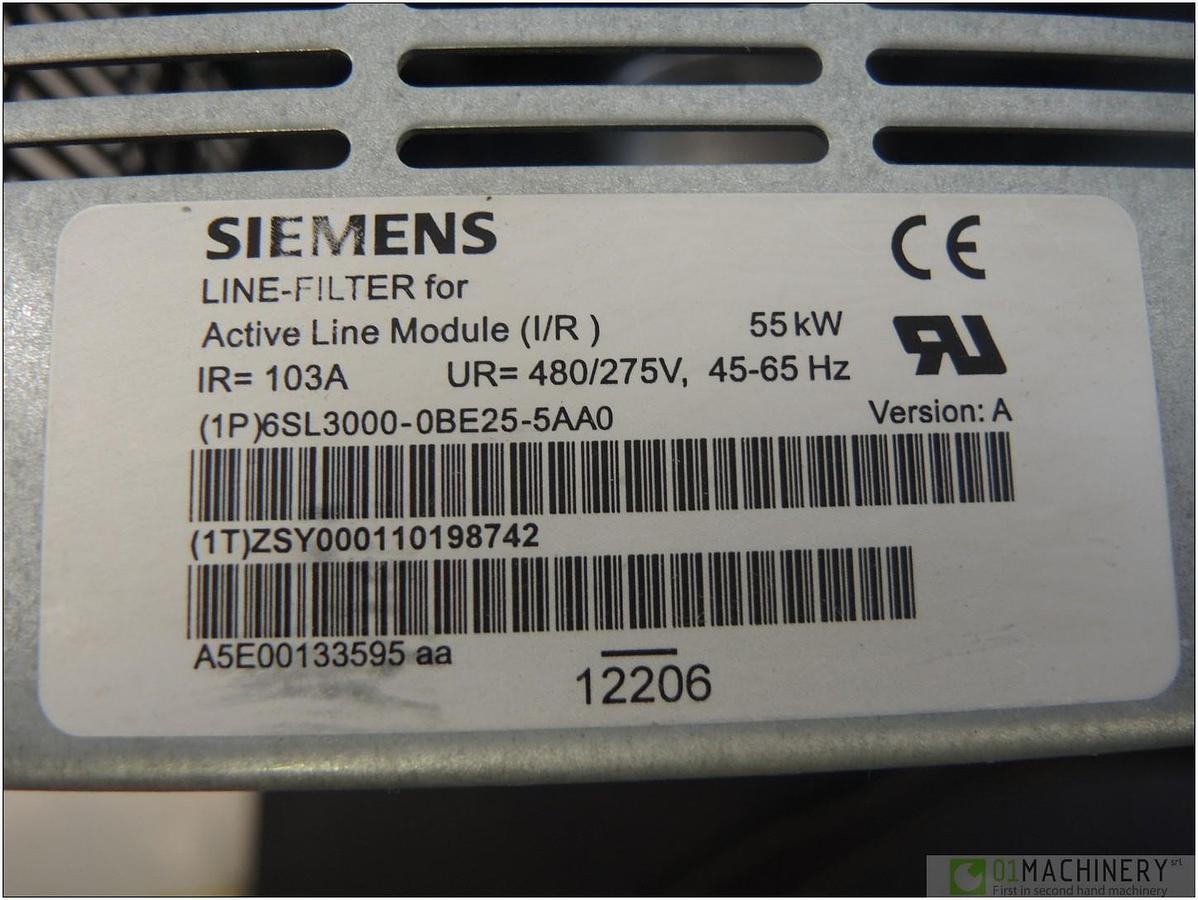 SIEMENS
LINE-FILTER for
Active Line Module (I/R ) 55 kW
IR= 103A UR= 480/275V, 45-65 Hz
(1P)6SL3000-0BE25-5AA0 Version: A
(1T)ZSY000110198742
A5E00133595 aa
12206
CE
RU
01MACHINERY srl
First in second hand machinery